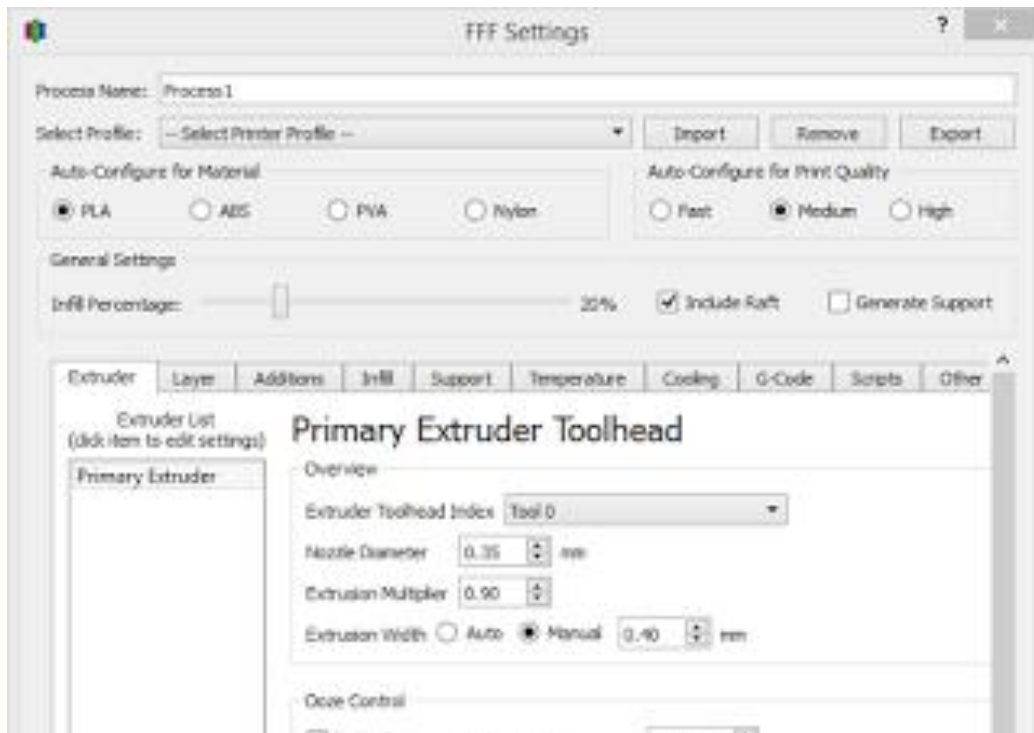 FFF Settings ?
Process Name: Process1
Select Profile: -- Select Printer Profile -- Import Remove Export
Auto-Configure for Material Auto-Configure for Print Quality
PLA ABS PVA Nylon Fast Medium High
General Settings
Infill Percentage: 20% Include Raft Generate Support
Extruder Layer Additions Infill Support Temperature Cooling G-Code Scripts Other
Extruder List
(click item to edit settings)
Primary Extruder
Primary Extruder Toolhead
Overview
Extruder Toolhead Index Tool 0
Nozzle Diameter 0.35 mm
Extrusion Multiplier 0.90
Extrusion Width Auto Manual 0.40 mm
Ooze Control